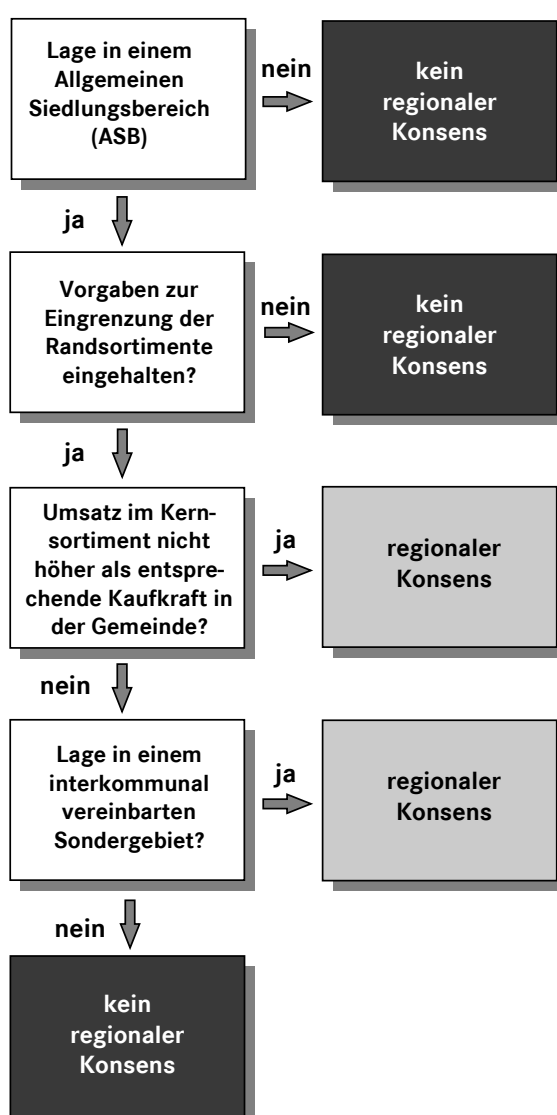 Lage in einem
Allgemeinen
Siedlungsbereich
(ASB)
nein
kein
regionaler
Konsens
ja
Vorgaben zur
Eingrenzung der
Randsortimente
eingehalten?
nein
kein
regionaler
Konsens
ja
Umsatz im Kern-
sortiment nicht
höher als entspre-
chende Kaufkraft in
der Gemeinde?
ja
regionaler
Konsens
nein
Lage in einem
interkommunal
vereinbarten
Sondergebiet?
ja
regionaler
Konsens
nein
kein
regionaler
Konsens